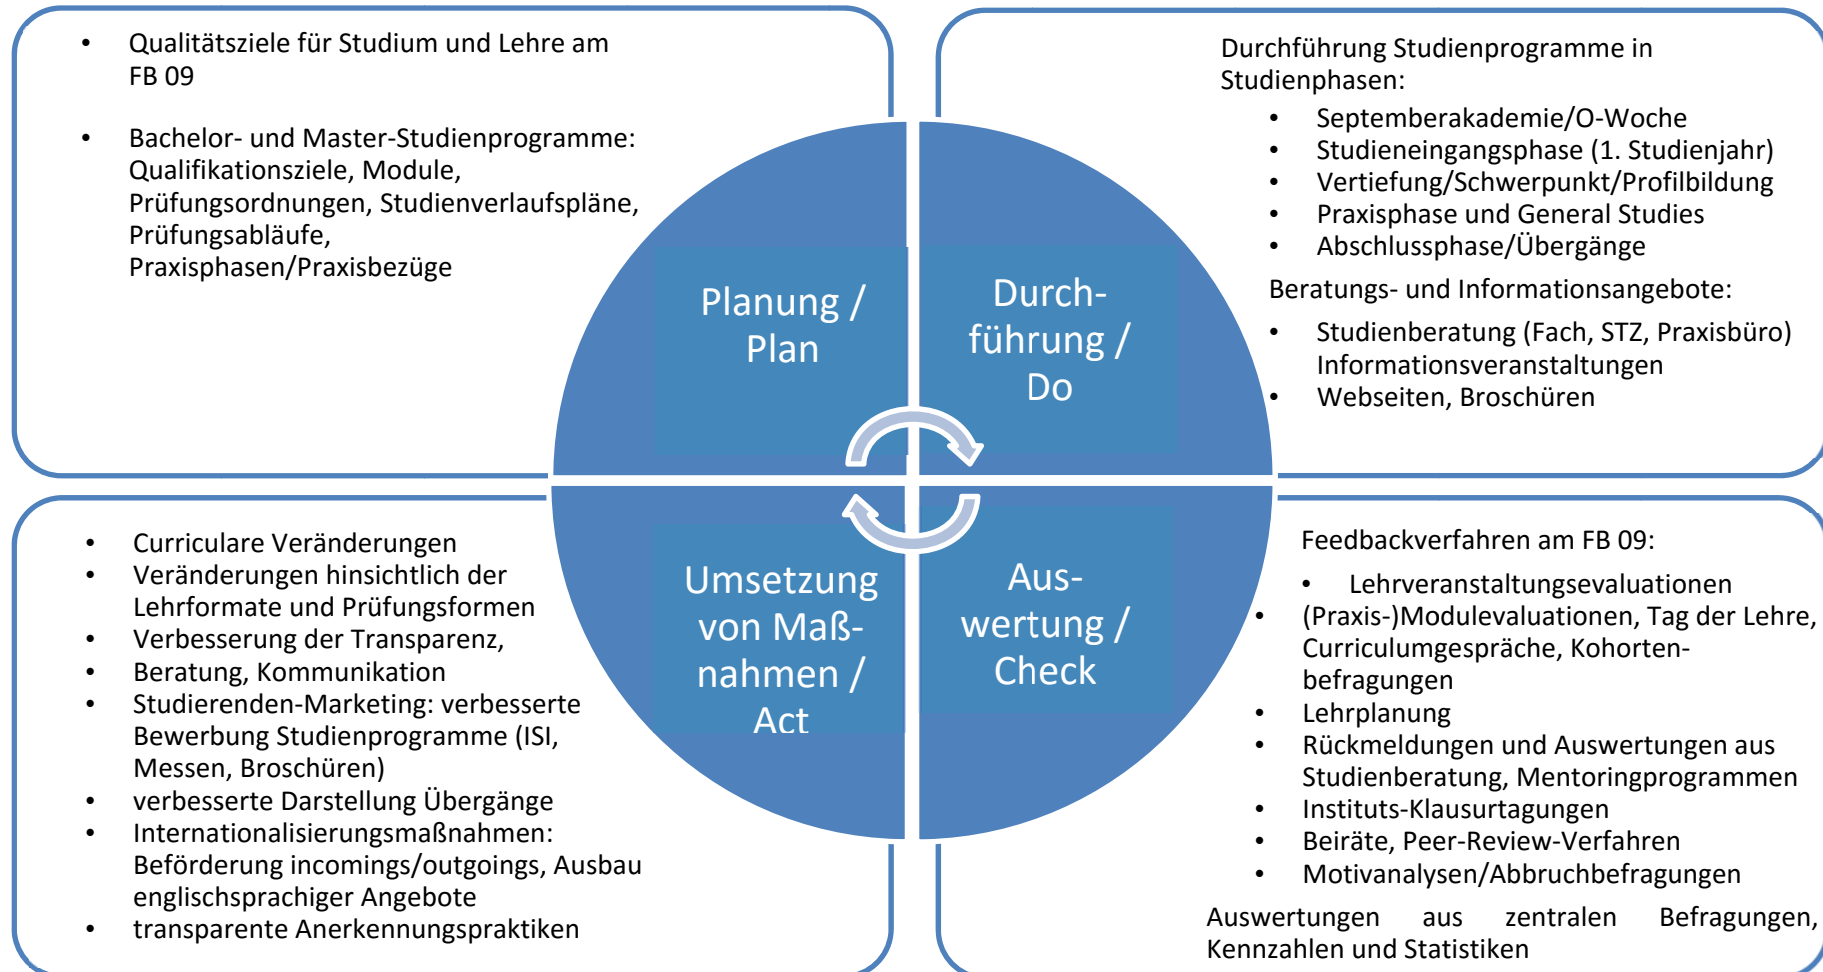 • Qualitätsziele für Studium und Lehre am
FB 09
• Bachelor- und Master-Studienprogramme:
Qualifikationsziele, Module,
Prüfungsordnungen, Studienverlaufspläne,
Prüfungsabläufe,
Praxisphasen/Praxisbezüge
Durchführung Studienprogramme in
Studienphasen:
• Septemberakademie/O-Woche
• Studieneingangsphase (1. Studienjahr)
• Vertiefung/Schwerpunkt/Profilbildung
• Praxisphase und General Studies
• Abschlussphase/Übergänge
Beratungs- und Informationsangebote:
• Studienberatung (Fach, STZ, Praxisbüro)
Informationsveranstaltungen
• Webseiten, Broschüren
Planung /
Plan
Durch-
führung /
Do
Umsetzung
von Maß-
nahmen /
Act
Aus-
wertung /
Check
• Curriculare Veränderungen
• Veränderungen hinsichtlich der
Lehrformate und Prüfungsformen
• Verbesserung der Transparenz,
• Beratung, Kommunikation
• Studierenden-Marketing: verbesserte
Bewerbung Studienprogramme (ISI,
Messen, Broschüren)
• verbesserte Darstellung Übergänge
• Internationalisierungsmaßnahmen:
Beförderung incomings/outgoings, Ausbau
englischsprachiger Angebote
• transparente Anerkennungspraktiken
Feedbackverfahren am FB 09:
• Lehrveranstaltungsevaluationen
• (Praxis-)Modulevaluationen, Tag der Lehre,
Curriculumgespräche, Kohorten-
befragungen
• Lehrplanung
• Rückmeldungen und Auswertungen aus
Studienberatung, Mentoringprogrammen
• Instituts-Klausurtagungen
• Beiräte, Peer-Review-Verfahren
• Motivanalysen/Abbruchbefragungen
Auswertungen aus zentralen Befragungen,
Kennzahlen und Statistiken